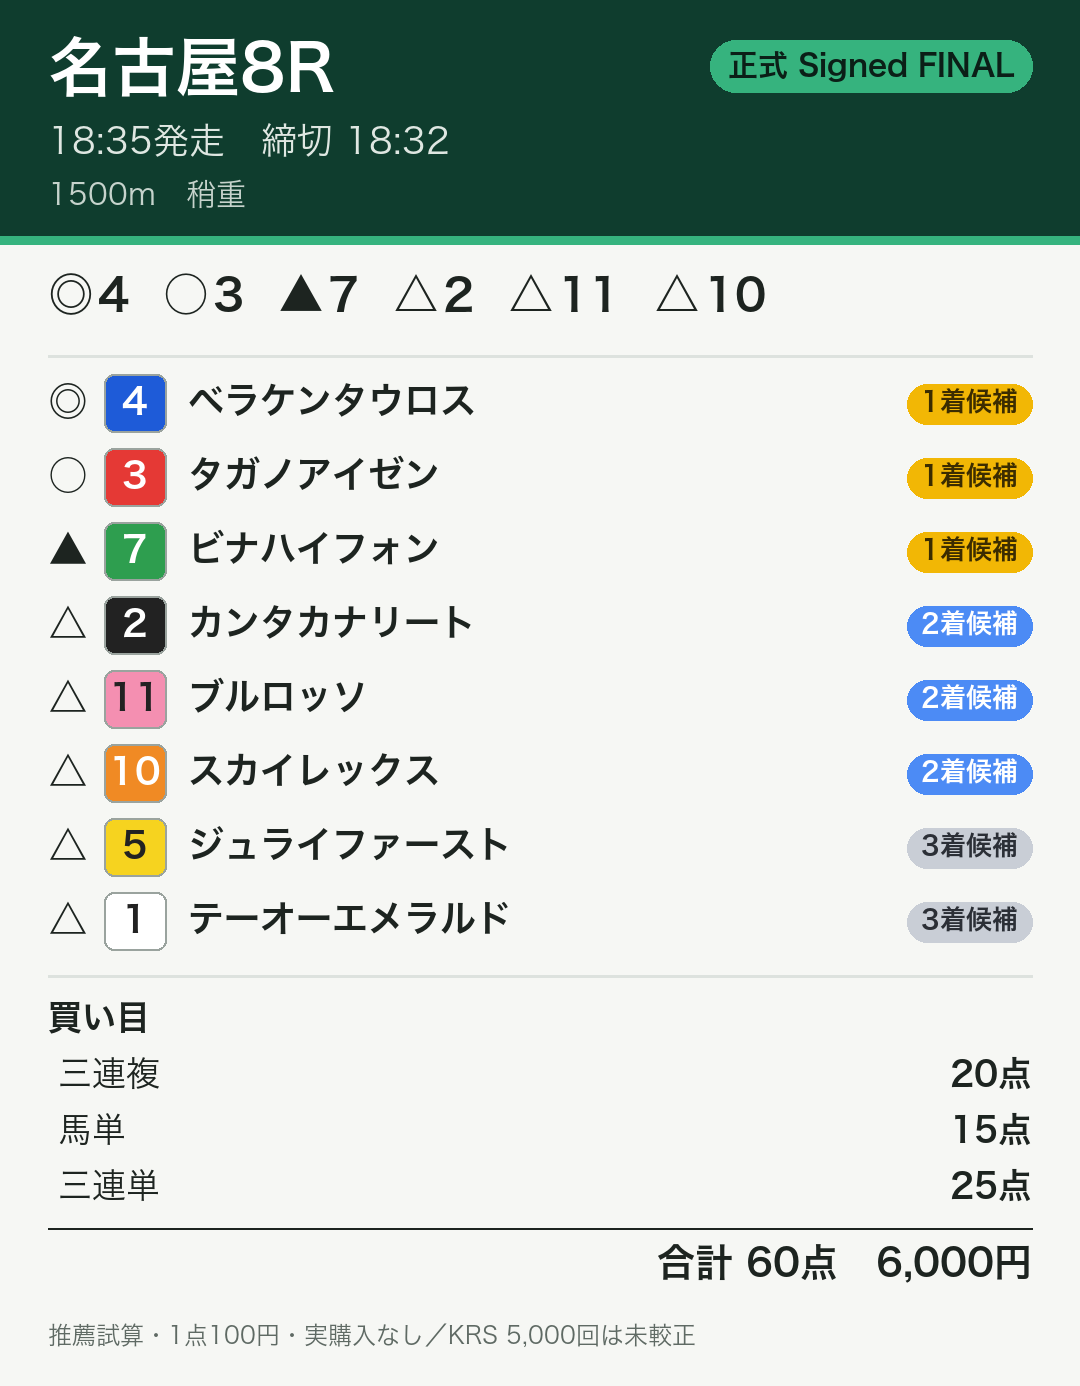 名古屋8R
正式 Signed FINAL
18:35発走 締切 18:32
1500m 稍重
◎4 ○3 ▲7 △2 △11 △10
◎ 4 ベラケンタウロス 1着候補
○ 3 タガノアイゼン 1着候補
▲ 7 ビナハイフォン 1着候補
△ 2 カンタカナリート 2着候補
△ 11 ブルロッソ 2着候補
△ 10 スカイレックス 2着候補
△ 5 ジュライファースト 3着候補
△ 1 テーオーエメラルド 3着候補
買い目
三連複 20点
馬単 15点
三連単 25点
合計 60点 6,000円
推薦試算・1点100円・実購入なし／KRS 5,000回は未較正